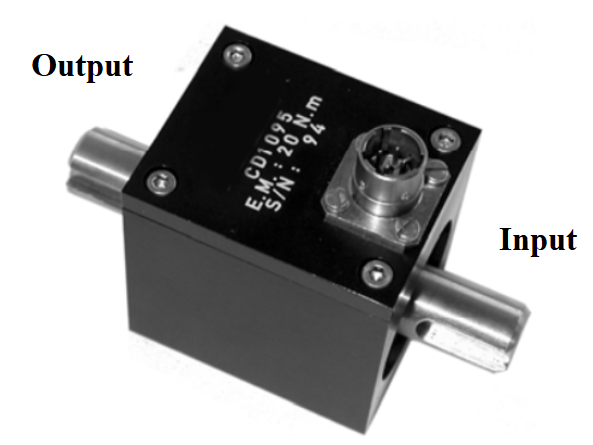 Output
CD1095
E.M. : 20 N.m
S/N : 94
Input